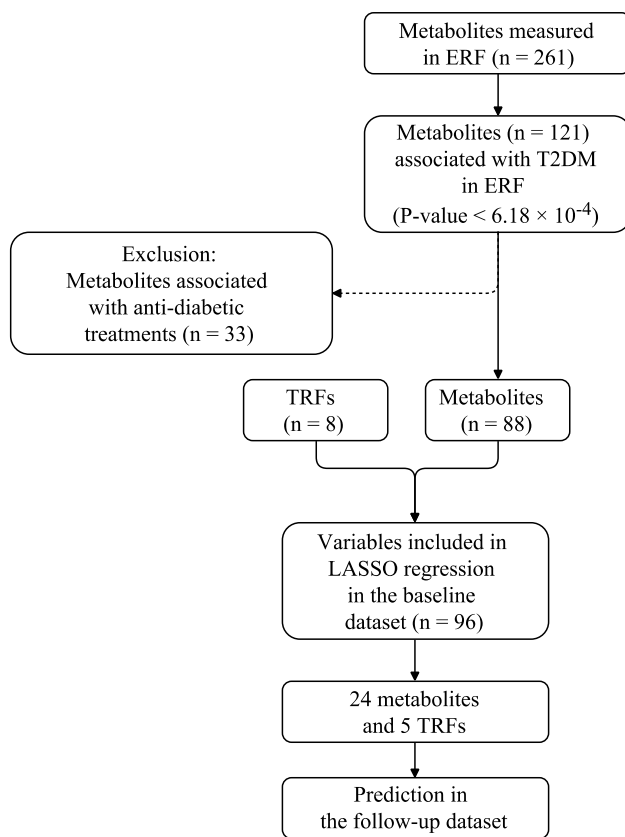 Metabolites measured
in ERF (n = 261)
Metabolites (n = 121)
associated with T2DM
in ERF
(P-value < 6.18 × 10⁻⁴)
Exclusion:
Metabolites associated
with anti-diabetic
treatments (n = 33)
TRFs
(n = 8)
Metabolites
(n = 88)
Variables included in
LASSO regression
in the baseline
dataset (n = 96)
24 metabolites
and 5 TRFs
Prediction in
the follow-up dataset